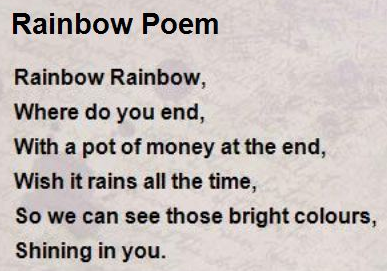 Rainbow Poem
Rainbow Rainbow,
Where do you end,
With a pot of money at the end,
Wish it rains all the time,
So we can see those bright colours,
Shining in you.